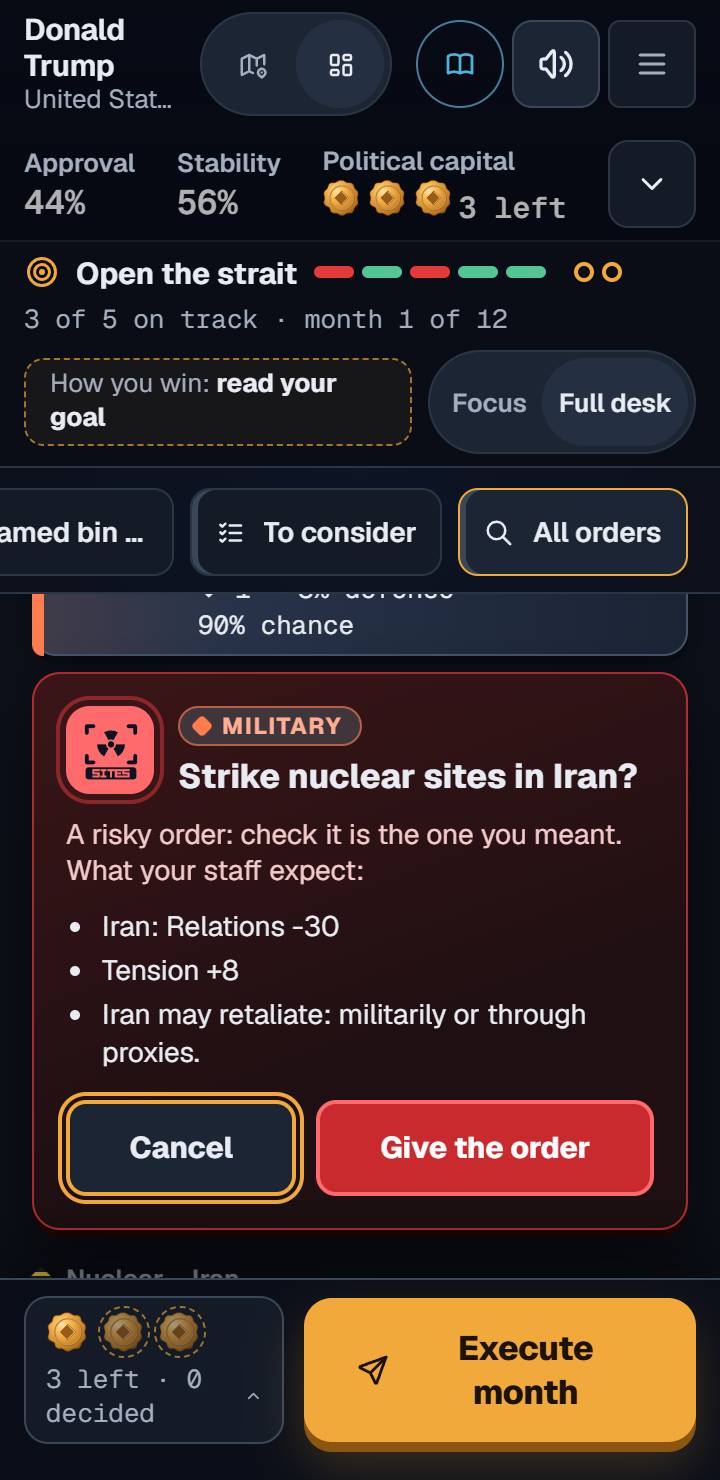 Donald
Trump
United Stat...
Approval
44%
Stability
56%
Political capital
3 left
Open the strait
3 of 5 on track · month 1 of 12
How you win: read your
goal
Focus
Full desk
amed bin ...
To consider
All orders
90% chance
SITES
MILITARY
Strike nuclear sites in Iran?
A risky order: check it is the one you meant.
What your staff expect:
• Iran: Relations -30
• Tension +8
• Iran may retaliate: militarily or through
proxies.
Cancel
Give the order
3 left · 0
decided
Execute
month